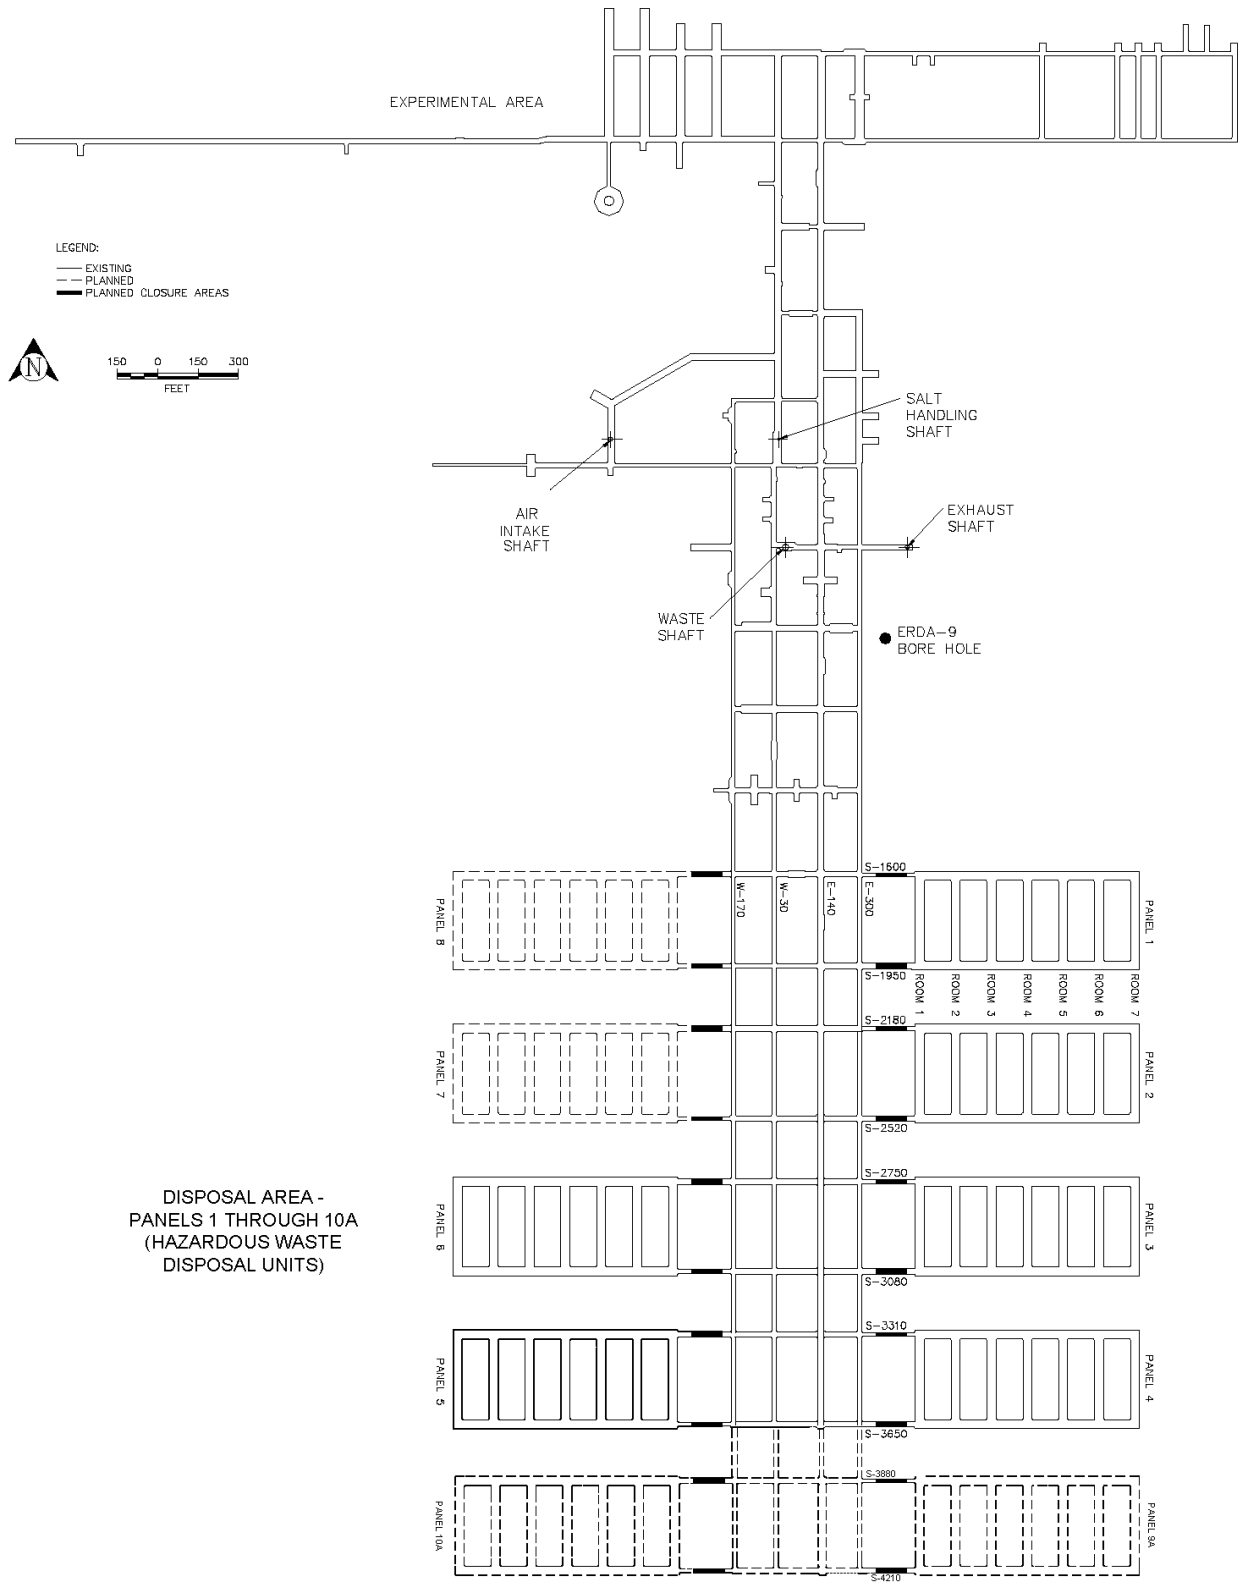 EXPERIMENTAL AREA
LEGEND:
EXISTING
PLANNED
PLANNED CLOSURE AREAS
N
150 0 150 300
FEET
SALT
HANDLING
SHAFT
AIR
INTAKE
SHAFT
EXHAUST
SHAFT
WASTE
SHAFT
ERDA-9
BORE HOLE
S-1600
W-170
W-30
E-140
E-300
PANEL 8
PANEL 1
S-1950
ROOM 1
ROOM 2
ROOM 3
ROOM 4
ROOM 5
ROOM 6
ROOM 7
S-2180
PANEL 7
PANEL 2
S-2520
S-2750
DISPOSAL AREA -
PANELS 1 THROUGH 10A
(HAZARDOUS WASTE
DISPOSAL UNITS)
PANEL 6
PANEL 3
S-3080
S-3310
PANEL 5
PANEL 4
S-3650
S-3880
PANEL 10A
PANEL 9A
S-4210